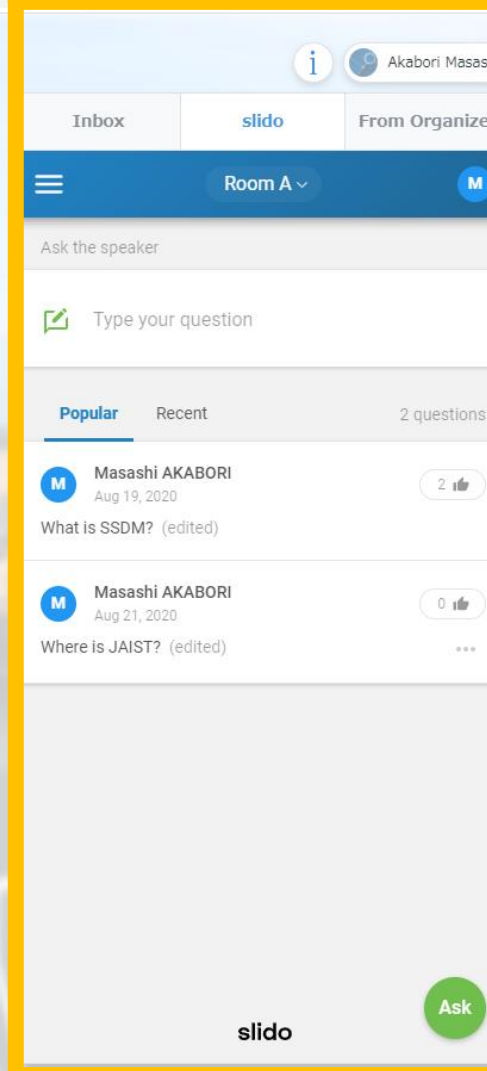 i Akabori Masas
Inbox slido From Organize
Room A M
Ask the speaker
Type your question
Popular Recent 2 questions
M Masashi AKABORI 2
Aug 19, 2020
What is SSDM? (edited)
M Masashi AKABORI 0
Aug 21, 2020
Where is JAIST? (edited)
Ask
slido